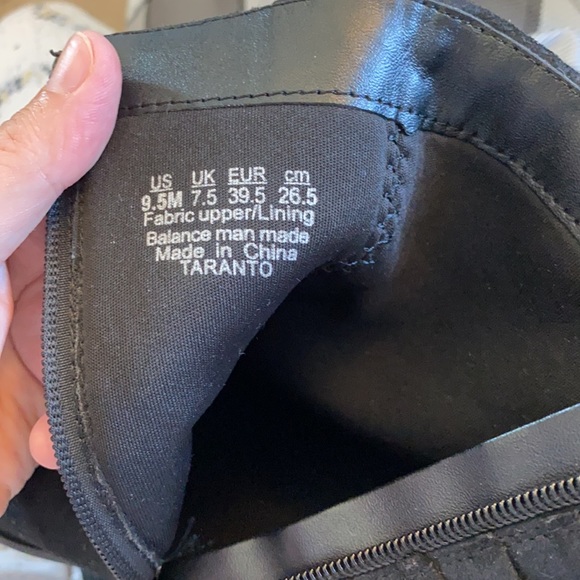 US UK EUR cm
9.5M 7.5 39.5 26.5
Fabric upper/Lining
Balance man made
Made in China
TARANTO